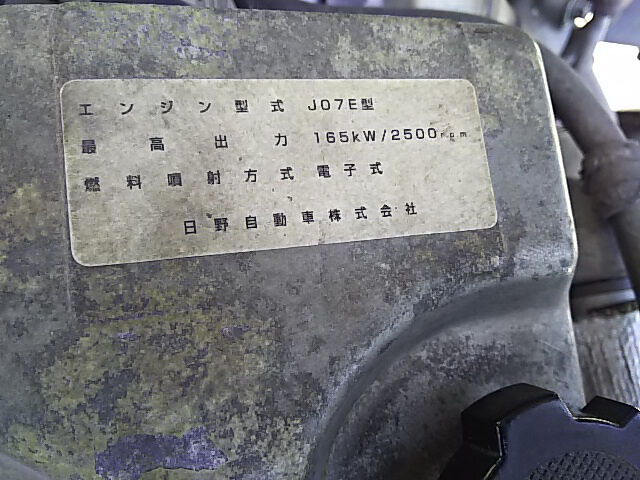 エンジン型式 J07E型
最高出力 165kW/2500rpm
燃料噴射方式 電子式
日野自動車株式会社